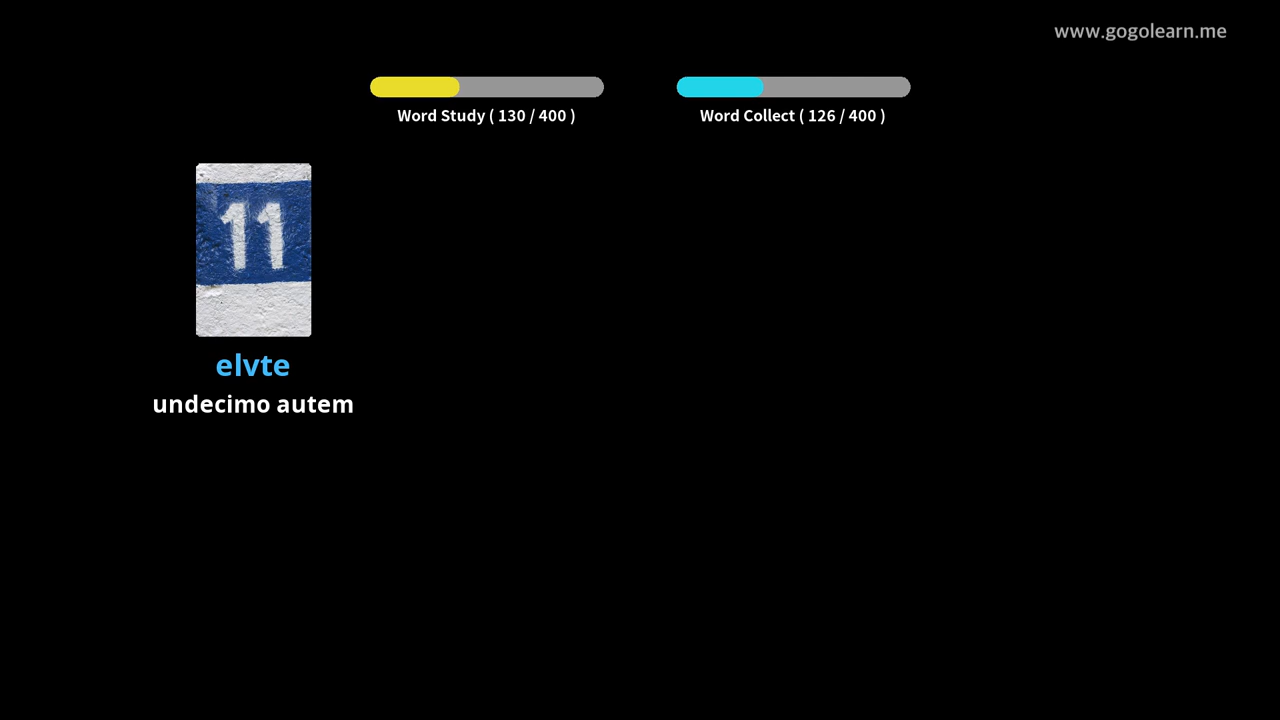 www.gogolearn.me
Word Study ( 130 / 400 )
Word Collect ( 126 / 400 )
11
elvte
undecimo autem